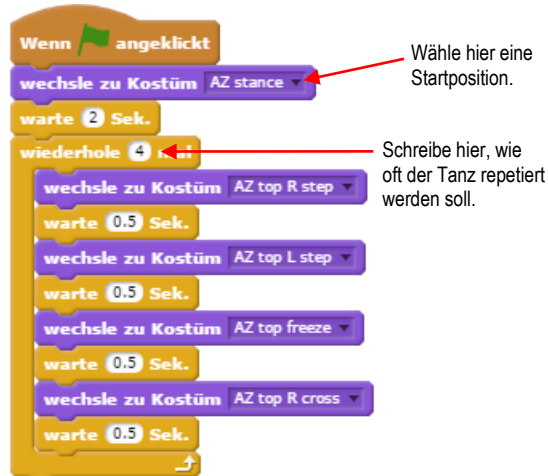 Wenn angeklickt
wechsle zu Kostüm AZ stance
Wähle hier eine
Startposition.
warte 2 Sek.
wiederhole 4 mal
Schreibe hier, wie
oft der Tanz repetiert
werden soll.
wechsle zu Kostüm AZ top R step
warte 0.5 Sek.
wechsle zu Kostüm AZ top L step
warte 0.5 Sek.
wechsle zu Kostüm AZ top freeze
warte 0.5 Sek.
wechsle zu Kostüm AZ top R cross
warte 0.5 Sek.